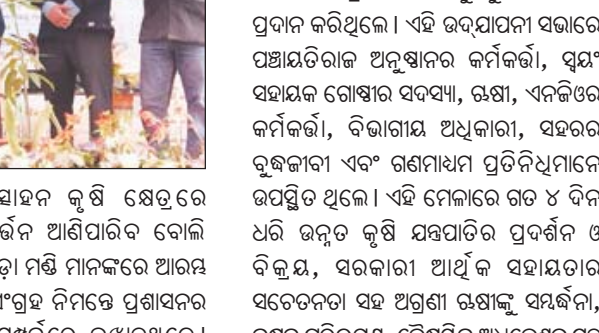 ତ୍ସାହନ କୃଷି କ୍ଷେତ୍ରରେ
ର୍ତ୍ତନ ଆଣିପାରିବ ବୋଲି
ଡ଼ା ମଣ୍ଡି ମାନଙ୍କରେ ଆରମ୍ଭ
ସଂଗ୍ରହ ନିମନ୍ତେ ପ୍ରଶାସନର
ପ୍ରଦାନ କରିଥିଲେ । ଏହି ଉଦ୍‌ଯାପନୀ ସଭାରେ
ପଞ୍ଚାୟତିରାଜ ଅନୁଷ୍ଠାନର କର୍ମକର୍ତ୍ତା, ସ୍ୱୟଂ
ସହାୟକ ଗୋଷ୍ଠୀର ସଦସ୍ୟା, ଋଷୀ, ଏନଜିଓର
କର୍ମକର୍ତ୍ତା, ବିଭାଗୀୟ ଅଧିକାରୀ, ସହରର
ବୁଦ୍ଧିଜୀବୀ ଏବଂ ଗଣମାଧ୍ୟମ ପ୍ରତିନିଧିମାନେ
ଉପସ୍ଥିତ ଥିଲେ । ଏହି ମେଳାରେ ଗତ ୪ ଦିନ
ଧରି ଉନ୍ନତ କୃଷି ଯନ୍ତ୍ରପାତିର ପ୍ରଦର୍ଶନ ଓ
ବିକ୍ରୟ, ସରକାରୀ ଆର୍ଥିକ ସହାୟତାର
ସଚେତନତା ସହ ଅଗ୍ରଣୀ ଋଷୀଙ୍କୁ ସମ୍ବର୍ଦ୍ଧନା,